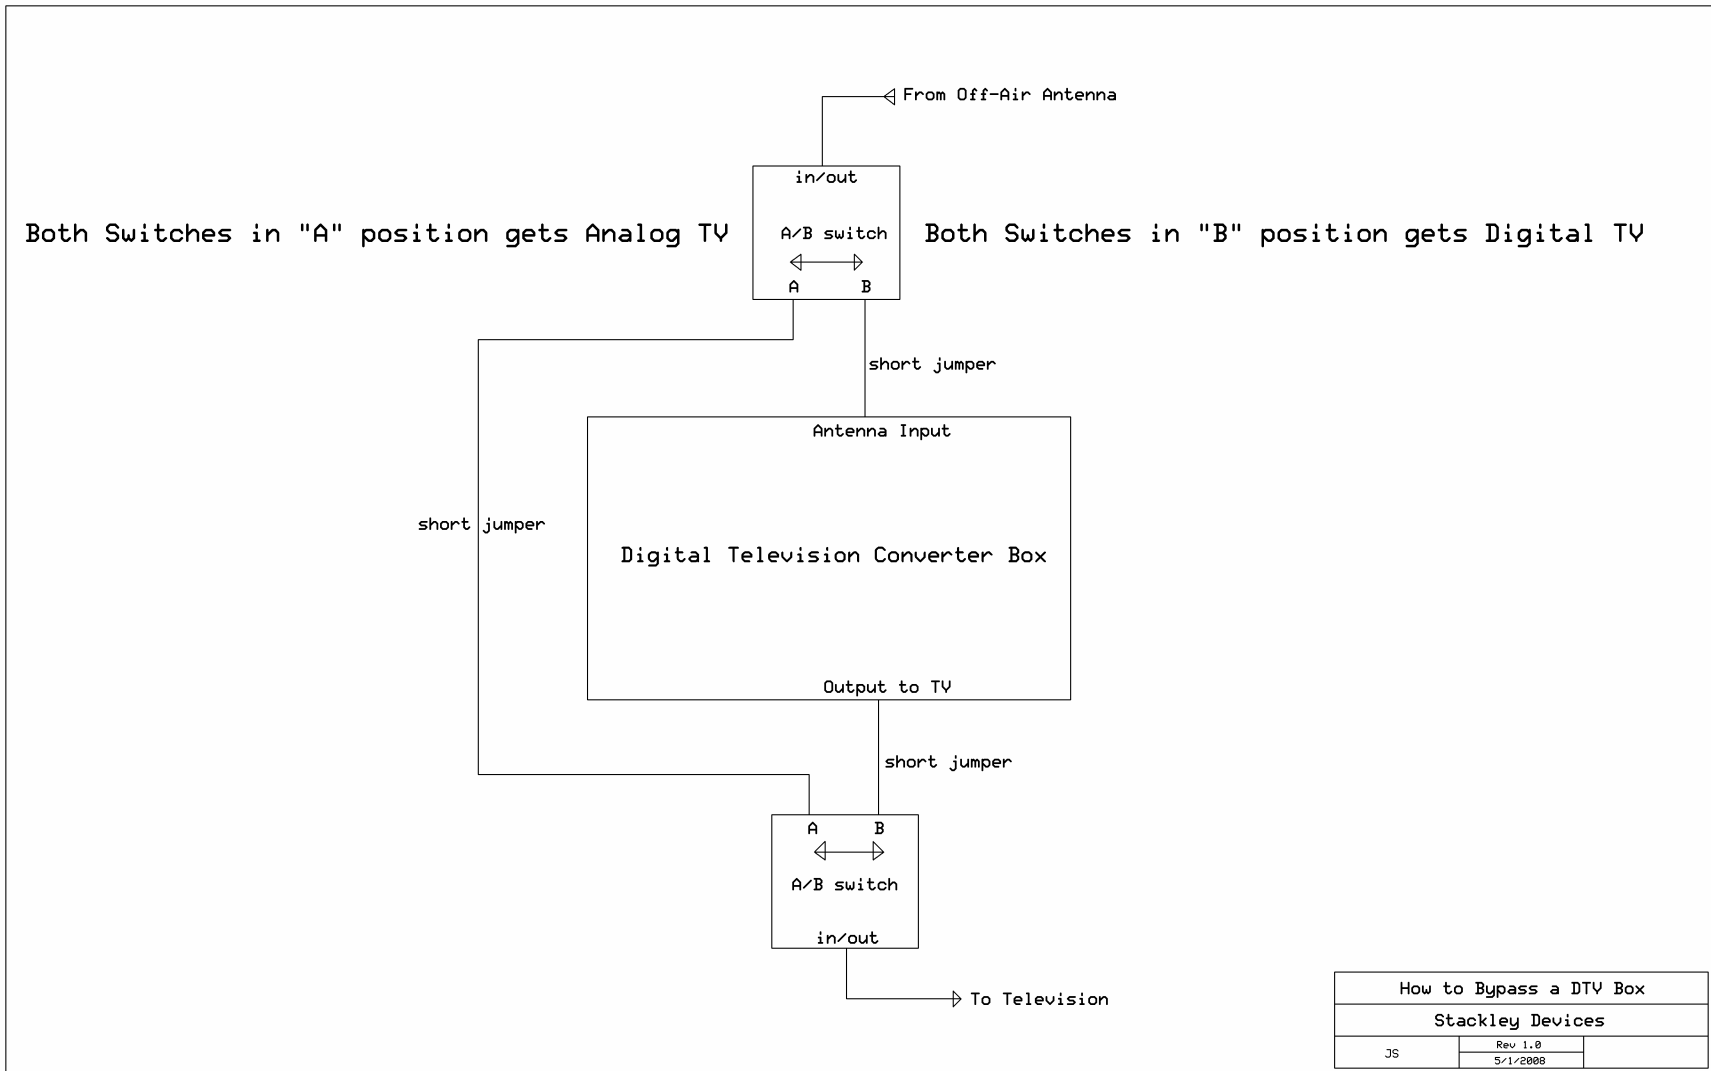 From Off-Air Antenna
in/out
Both Switches in "A" position gets Analog TV
A/B switch
Both Switches in "B" position gets Digital TV
A B
short jumper
Antenna Input
short jumper
Digital Television Converter Box
Output to TV
short jumper
A B
A/B switch
in/out
To Television
How to Bypass a DTV Box
Stackley Devices
JS
Rev 1.0
5/1/2008